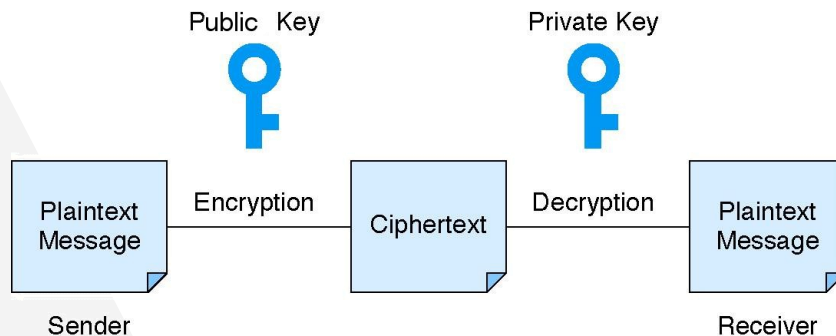 Public Key
Private Key
Plaintext
Message
Encryption
Ciphertext
Decryption
Plaintext
Message
Sender
Receiver